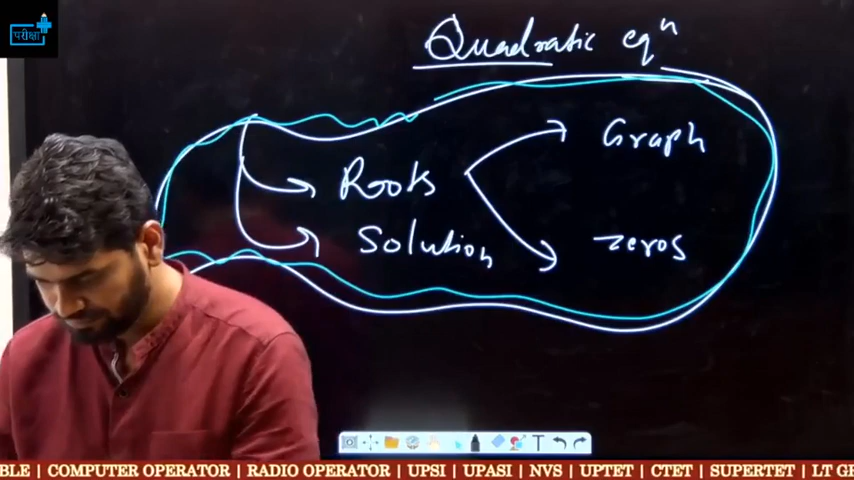 परीक्षा
Quadratic eqⁿ
Roots
Solution
Graph
zeros
BLE | COMPUTER OPERATOR | RADIO OPERATOR | UPSI | UPASI | NVS | UPTET | CTET | SUPERTET | LT GE